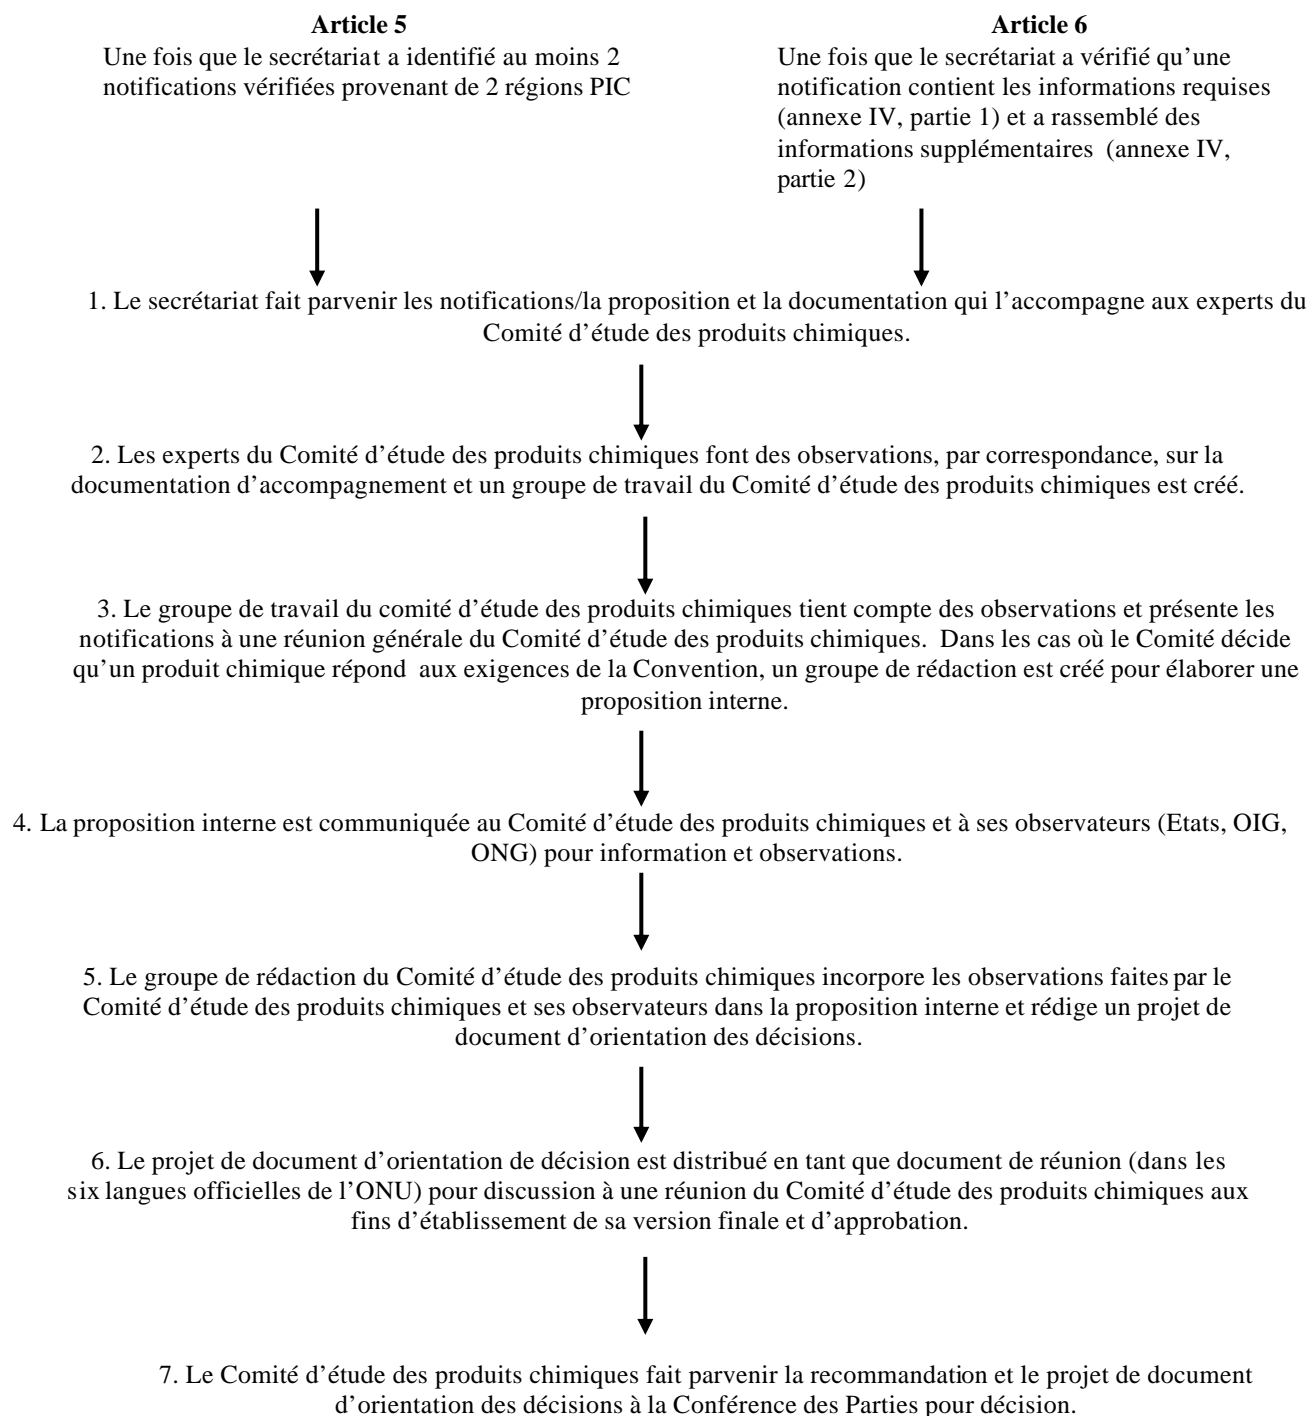 Article 5
Une fois que le secrétariat a identifié au moins 2
notifications vérifiées provenant de 2 régions PIC
Article 6
Une fois que le secrétariat a vérifié qu'une
notification contient les informations requises
(annexe IV, partie 1) et a rassemblé des
informations supplémentaires (annexe IV,
partie 2)
1. Le secrétariat fait parvenir les notifications/la proposition et la documentation qui l'accompagne aux experts du
Comité d'étude des produits chimiques.
2. Les experts du Comité d'étude des produits chimiques font des observations, par correspondance, sur la
documentation d'accompagnement et un groupe de travail du Comité d'étude des produits chimiques est créé.
3. Le groupe de travail du comité d'étude des produits chimiques tient compte des observations et présente les
notifications à une réunion générale du Comité d'étude des produits chimiques. Dans les cas où le Comité décide
qu'un produit chimique répond aux exigences de la Convention, un groupe de rédaction est créé pour élaborer une
proposition interne.
4. La proposition interne est communiquée au Comité d'étude des produits chimiques et à ses observateurs (Etats, OIG,
ONG) pour information et observations.
5. Le groupe de rédaction du Comité d'étude des produits chimiques incorpore les observations faites par le
Comité d'étude des produits chimiques et ses observateurs dans la proposition interne et rédige un projet de
document d'orientation des décisions.
6. Le projet de document d'orientation de décision est distribué en tant que document de réunion (dans les
six langues officielles de l'ONU) pour discussion à une réunion du Comité d'étude des produits chimiques aux
fins d'établissement de sa version finale et d'approbation.
7. Le Comité d'étude des produits chimiques fait parvenir la recommandation et le projet de document
d'orientation des décisions à la Conférence des Parties pour décision.